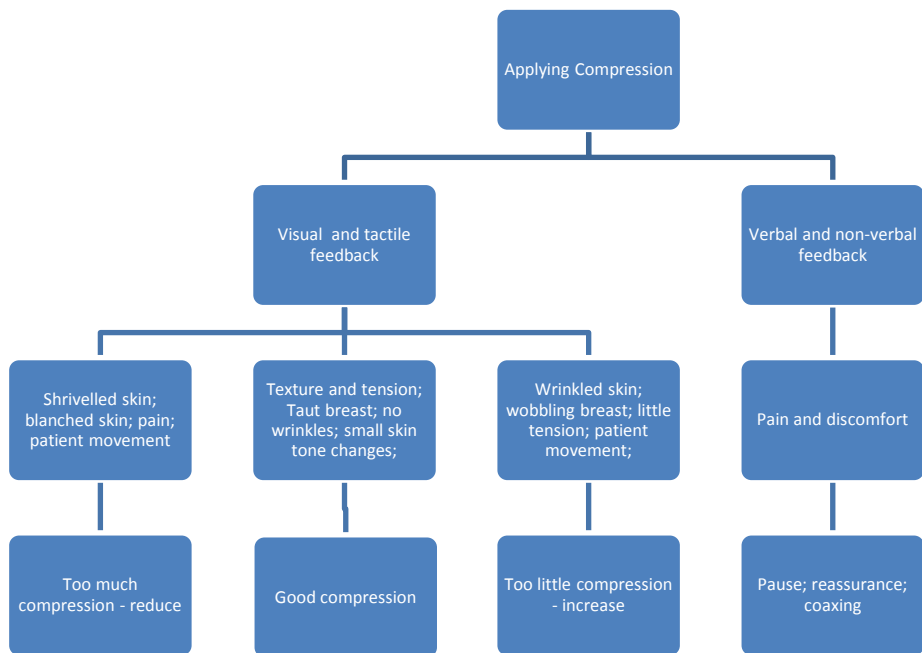 Applying Compression
Visual and tactile
feedback
Verbal and non-verbal
feedback
Shrivelled skin;
blanched skin; pain;
patient movement
Texture and tension;
Taut breast; no
wrinkles; small skin
tone changes;
Wrinkled skin;
wobbling breast; little
tension; patient
movement;
Pain and discomfort
Too much
compression - reduce
Good compression
Too little compression
- increase
Pause; reassurance;
coaxing